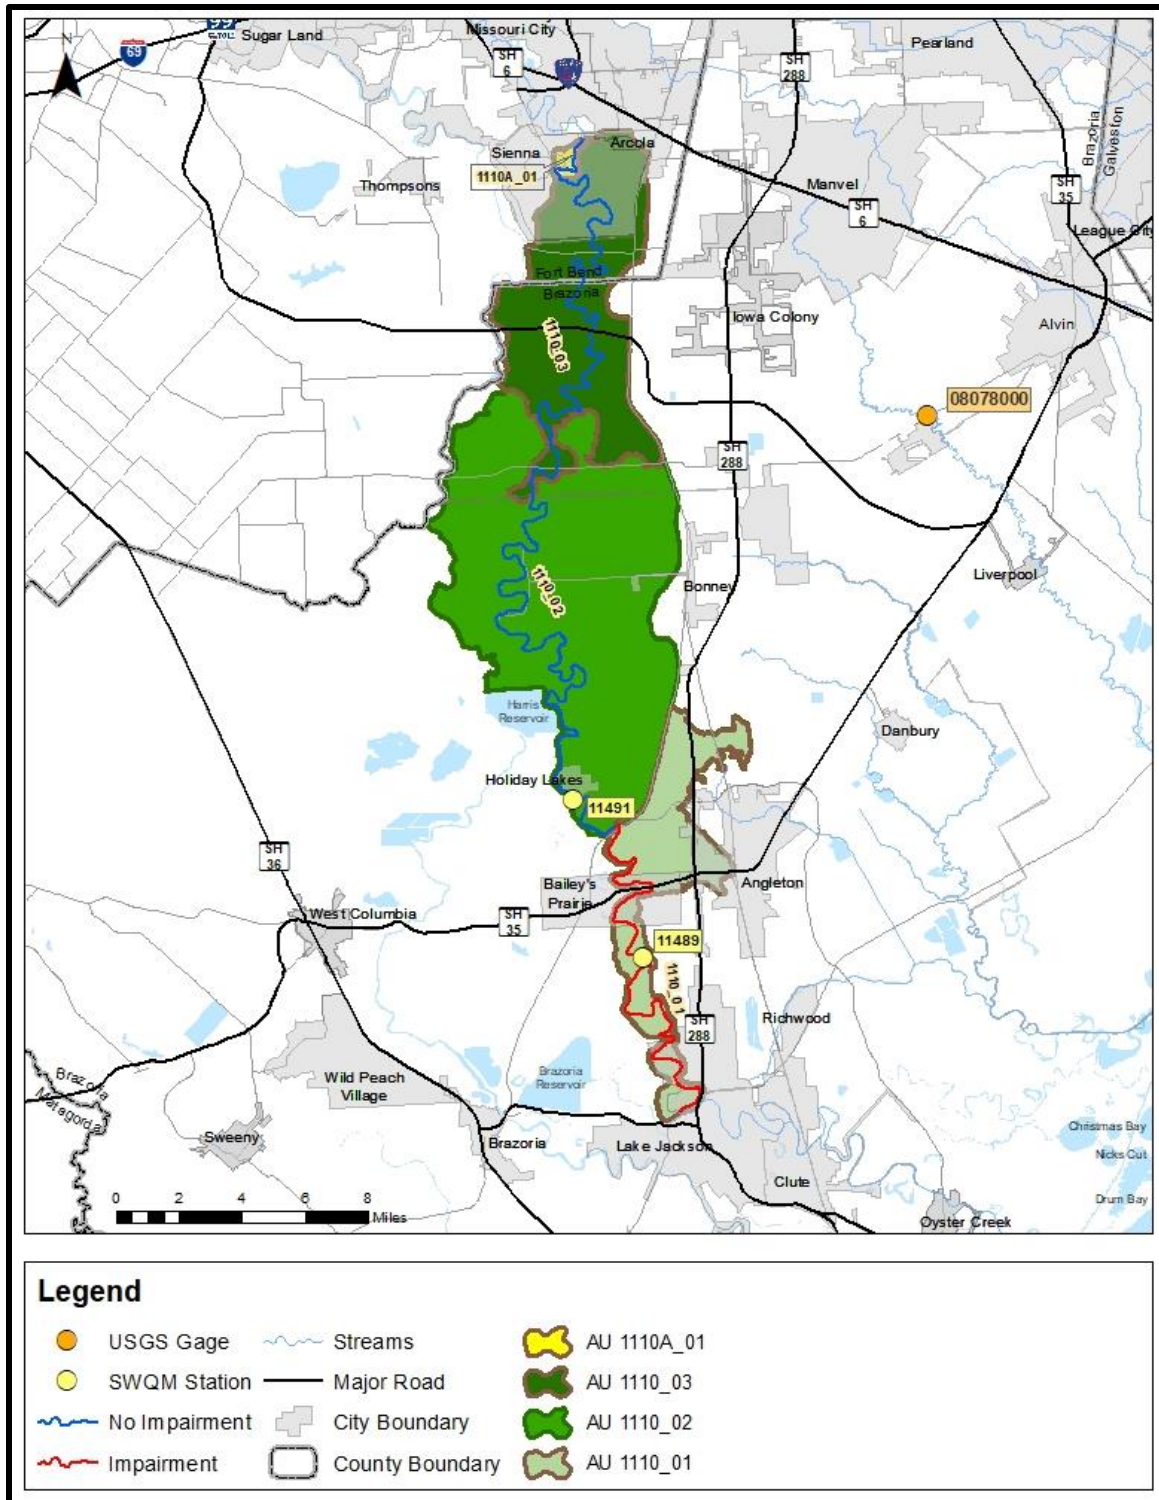 Missouri City
Sugar Land
Pearland
N
69
99
SH
6
SH
288
Brazoria
Galveston
Sienna
Arcola
1110A_01
Thompsons
Manvel
SH
6
SH
35
League City
Fort Bend
Brazoria
1110_03
Iowa Colony
Alvin
08078000
SH
288
1110_02
Bonney
Liverpool
Harris
Reservoir
Danbury
Holiday Lakes
11491
SH
36
Bailey's
Prairie
Angleton
West Columbia
SH
35
11489
1110_01
SH
288
Richwood
Brazoria
Matagorda
Wild Peach
Village
Brazoria
Reservoir
Sweeny
Brazoria
Lake Jackson
Christmas Bay
Nicks Cut
Clute
Drum Bay
Oyster Creek
0 2 4 6 8
Miles
Legend
USGS Gage
Streams
AU 1110A_01
SWQM Station
Major Road
AU 1110_03
No Impairment
City Boundary
AU 1110_02
Impairment
County Boundary
AU 1110_01